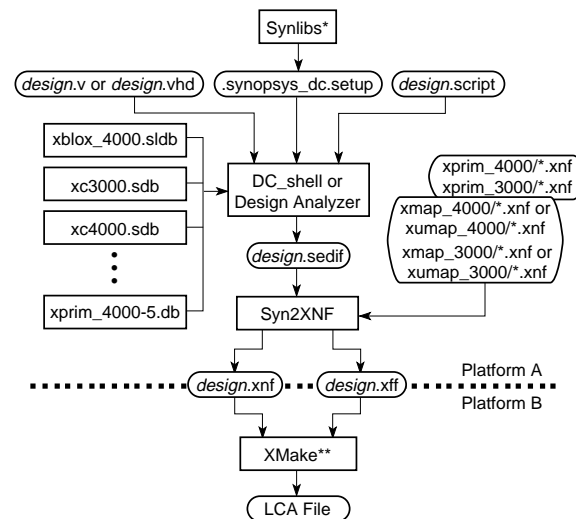 Synlibs*
design.v or design.vhd
.synopsys_dc.setup
design.script
xblox_4000.sldb
xc3000.sdb
xc4000.sdb
xprim_4000-5.db
DC_shell or
Design Analyzer
xprim_4000/*.xnf
xprim_3000/*.xnf
xmap_4000/*.xnf or
xumap_4000/*.xnf
xmap_3000/*.xnf or
xumap_3000/*.xnf
design.sedif
Syn2XNF
Platform A
design.xnf
design.xff
Platform B
XMake**
LCA File